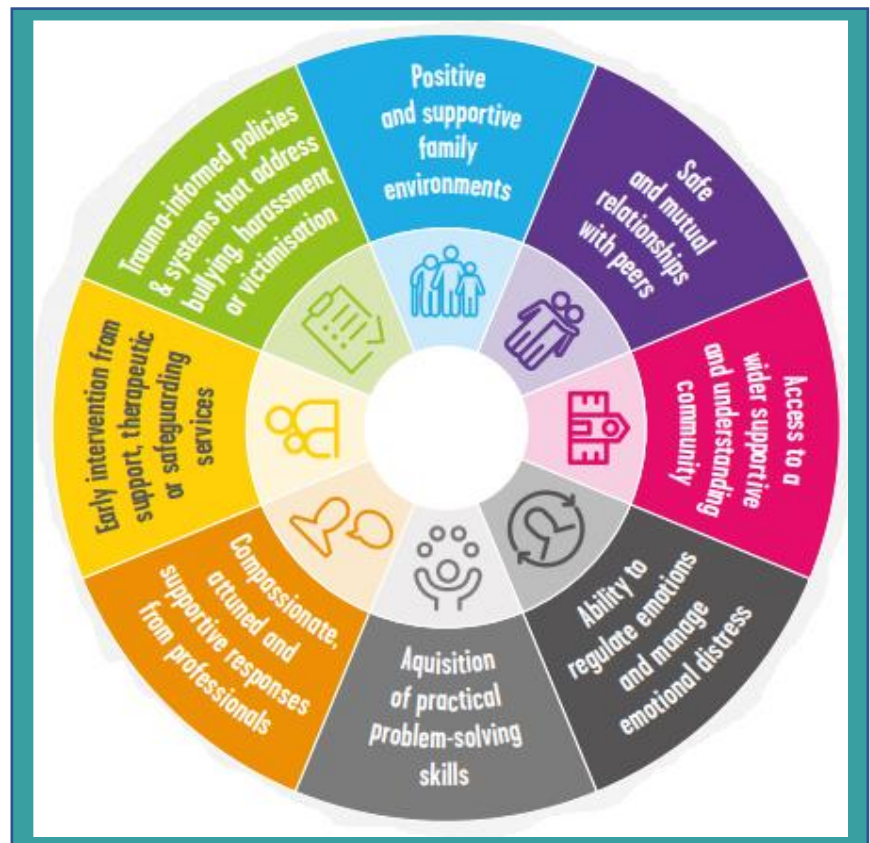 Positive
and supportive
family
environments
Safe
and mutual
relationships
with peers
Access to a
wider supportive
and understanding
community
Ability to
regulate emotions
and manage
emotional distress
Aquisition
of practical
problem-solving
skills
Compassionate,
attuned and
supportive responses
from professionals
Early intervention from
support, therapeutic
or safeguarding
services
Trauma-informed policies
& systems that address
bullying, harassment
or victimisation